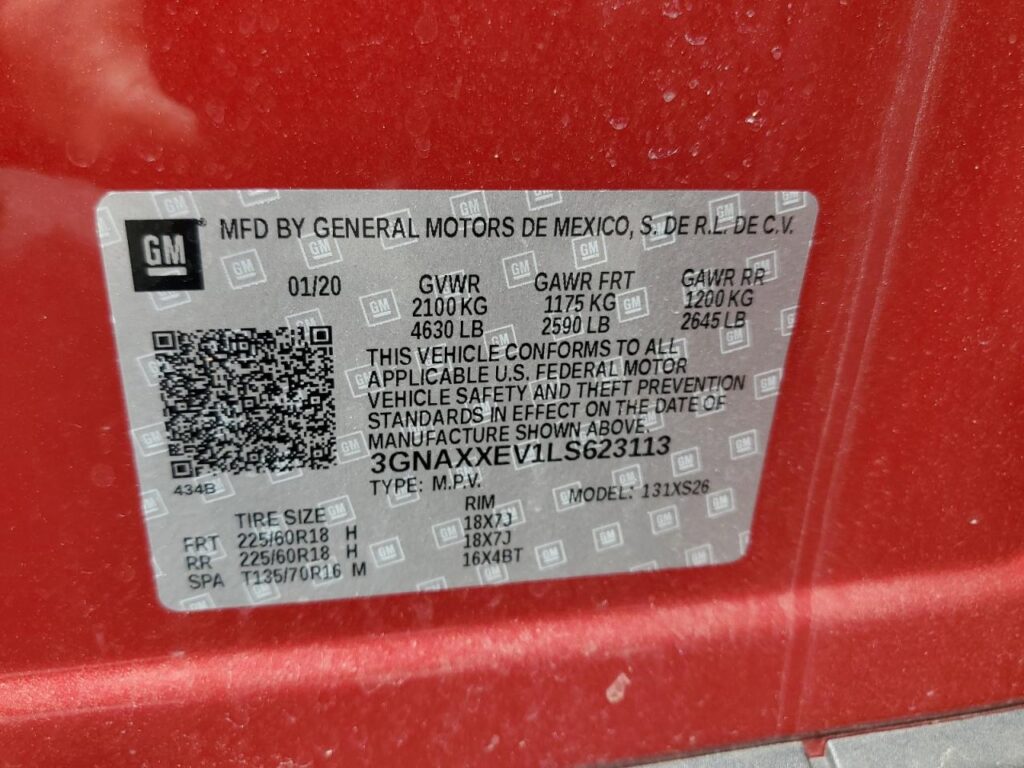 GM MFD BY GENERAL MOTORS DE MEXICO, S. DE R.L. DE C.V.
01/20 GVWR GAWR FRT GAWR RR
2100 KG 1175 KG 1200 KG
4630 LB 2590 LB 2645 LB
THIS VEHICLE CONFORMS TO ALL
APPLICABLE U.S. FEDERAL MOTOR
VEHICLE SAFETY AND THEFT PREVENTION
STANDARDS IN EFFECT ON THE DATE OF
MANUFACTURE SHOWN ABOVE.
3GNAXXEV1LS623113
434B TYPE: M.P.V. MODEL: 131XS26
TIRE SIZE RIM
FRT 225/60R18 H 18X7J
RR 225/60R18 H 18X7J
SPA T135/70R16 M 16X4BT